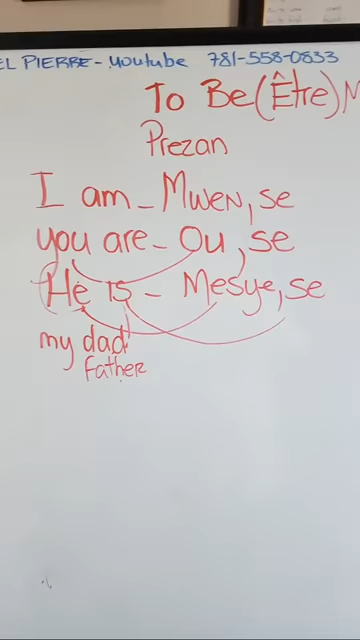 EL PIERRE - Youtube 781-558-0833
To Be (Être) M
Prezan
I am - Mwen, se
you are - Ou, se
(He is - Mesye, se
my dad
Father